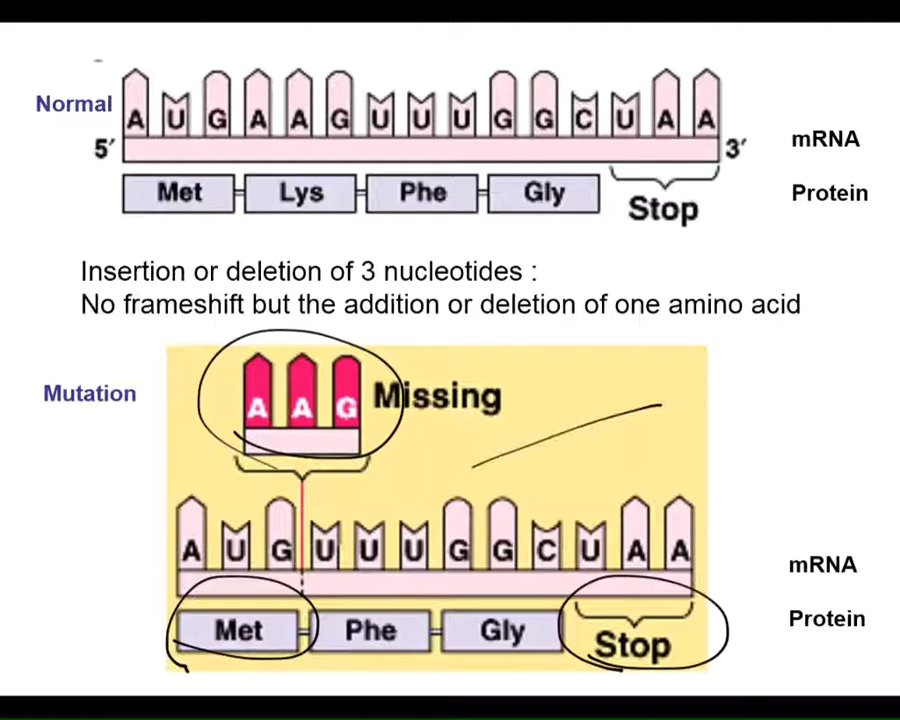 Normal
A U G A A G U U U G G C U A A
5′ 3′
mRNA
Met Lys Phe Gly Stop
Protein
Insertion or deletion of 3 nucleotides :
No frameshift but the addition or deletion of one amino acid
Mutation
A A G Missing
A U G U U U G G C U A A
mRNA
Met Phe Gly Stop
Protein